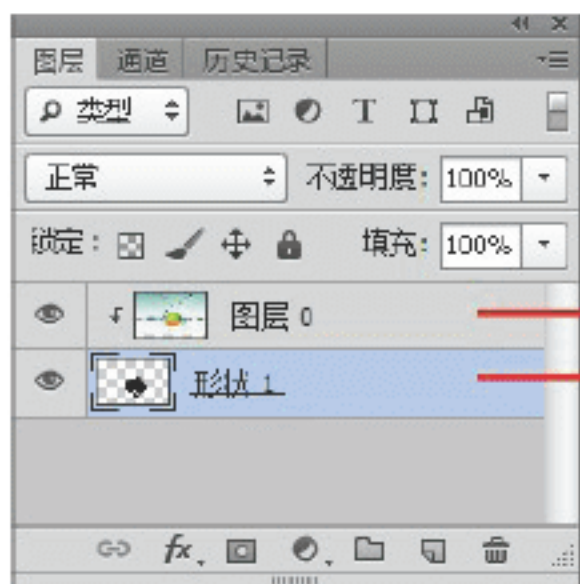 图层 通道 历史记录
类型
正常 不透明度: 100%
锁定: 填充: 100%
图层 0
形状 1
fx